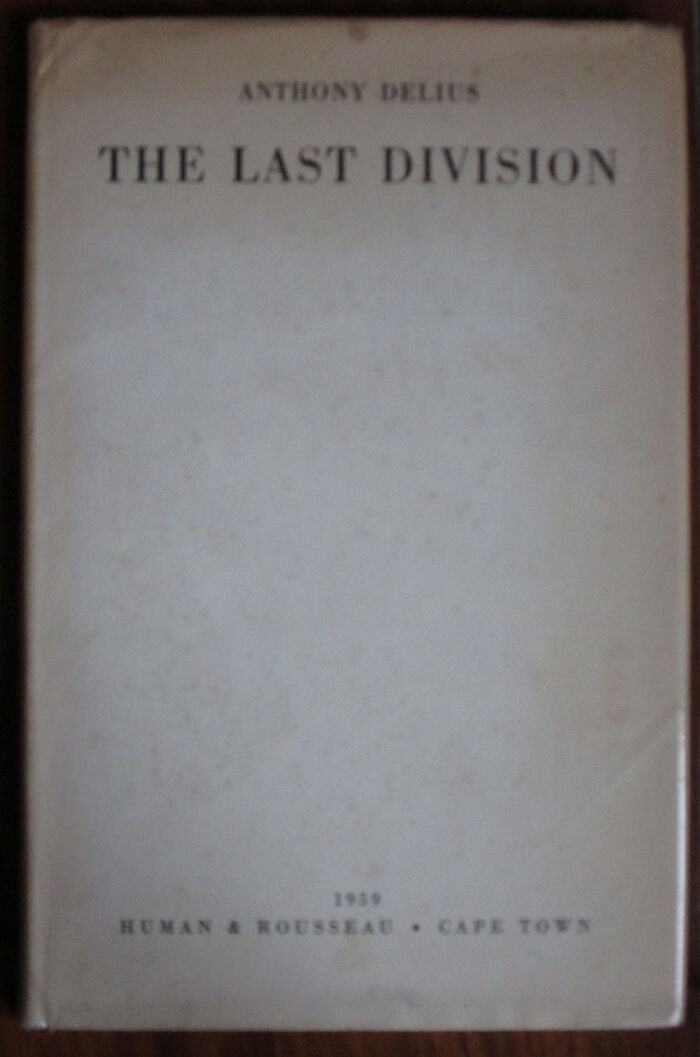 ANTHONY DELIUS
THE LAST DIVISION
1959
HUMAN & ROUSSEAU • CAPE TOWN